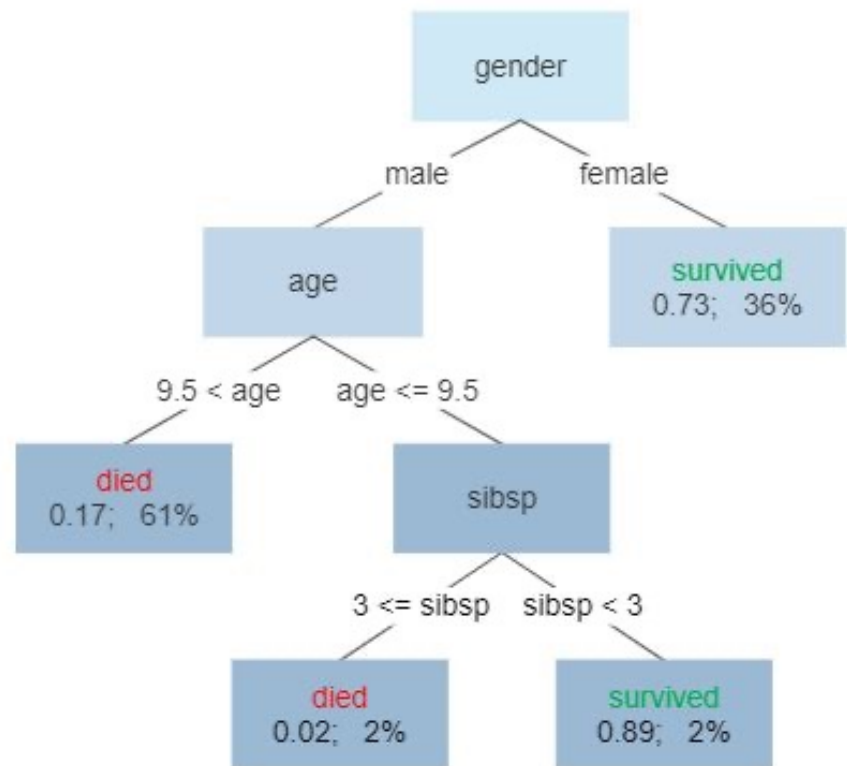 gender
male
female
age
survived
0.73; 36%
9.5 < age
age <= 9.5
died
0.17; 61%
sibsp
3 <= sibsp
sibsp < 3
died
0.02; 2%
survived
0.89; 2%